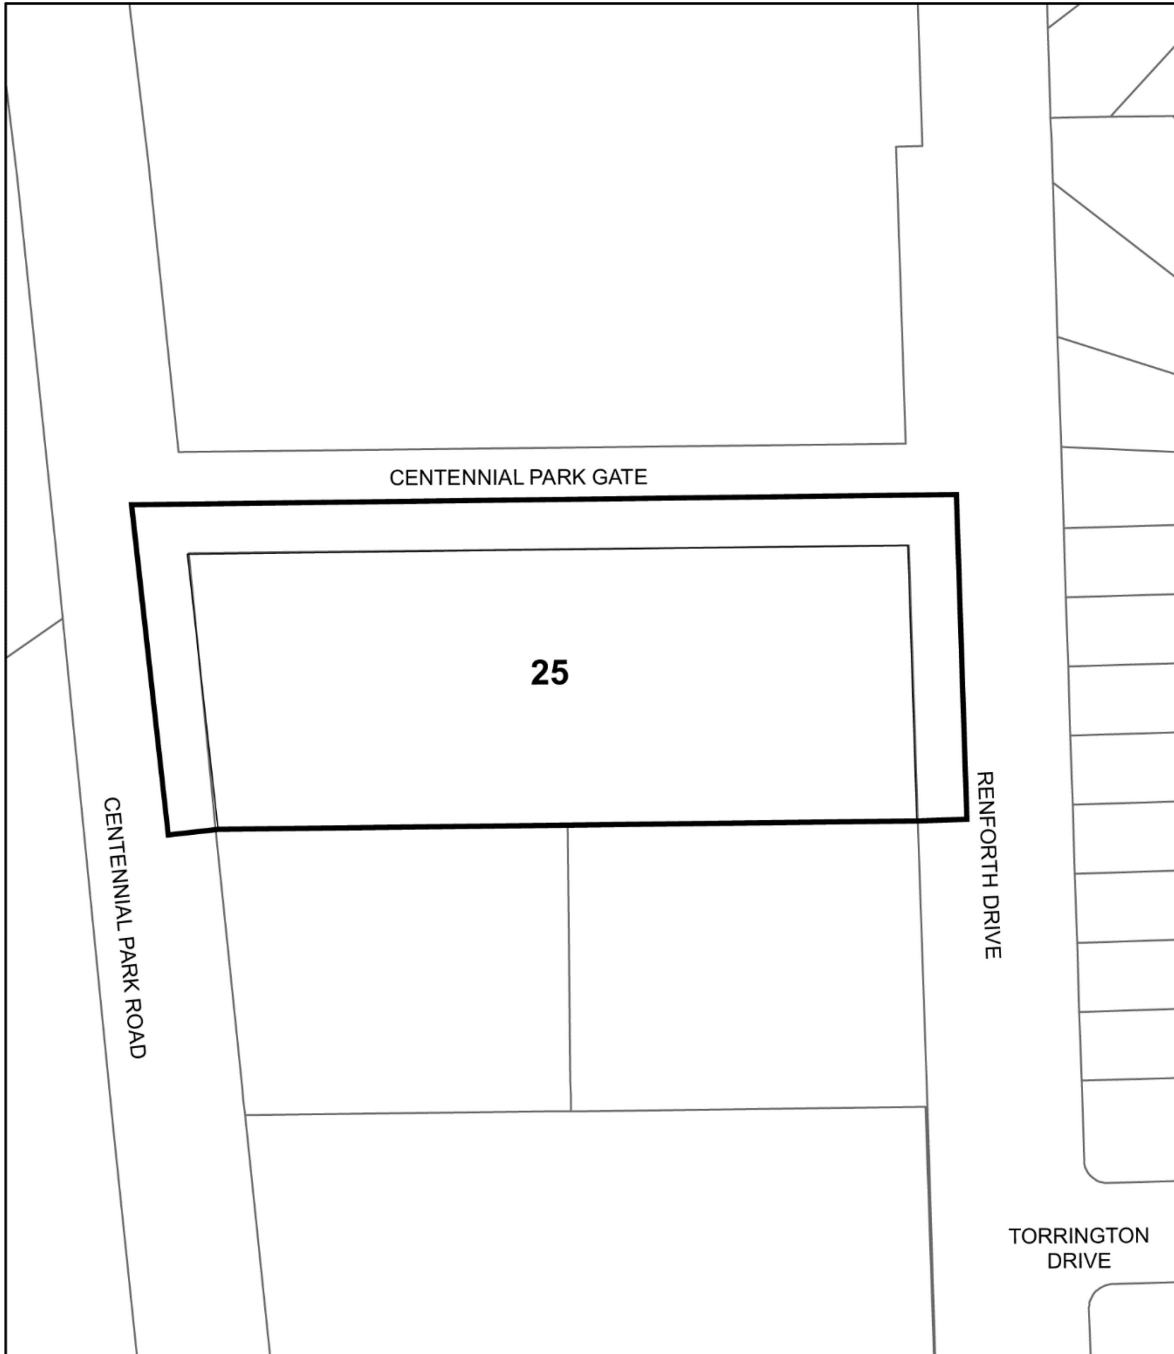 CENTENNIAL PARK GATE
25
CENTENNIAL PARK ROAD
RENFORTH DRIVE
TORRINGTON
DRIVE